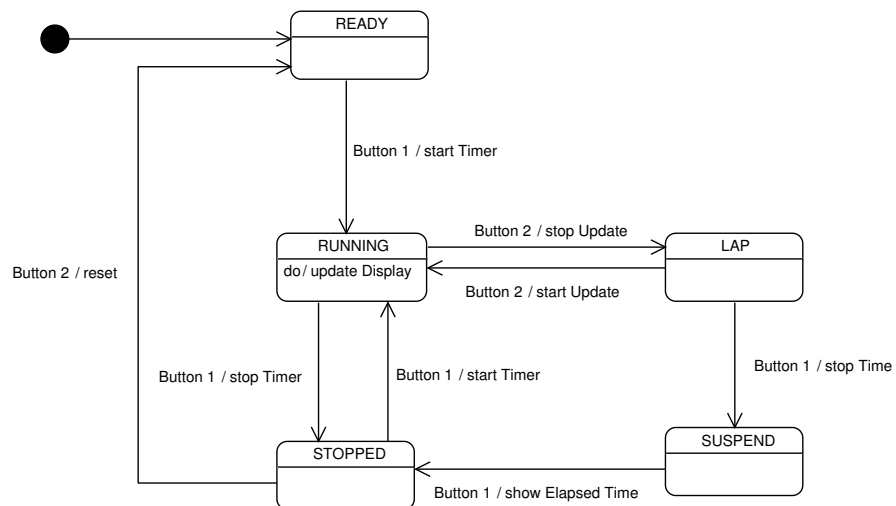 READY
Button 1 / start Timer
RUNNING
do / update Display
Button 2 / stop Update
LAP
Button 2 / start Update
Button 2 / reset
Button 1 / stop Timer
Button 1 / start Timer
Button 1 / stop Time
STOPPED
SUSPEND
Button 1 / show Elapsed Time